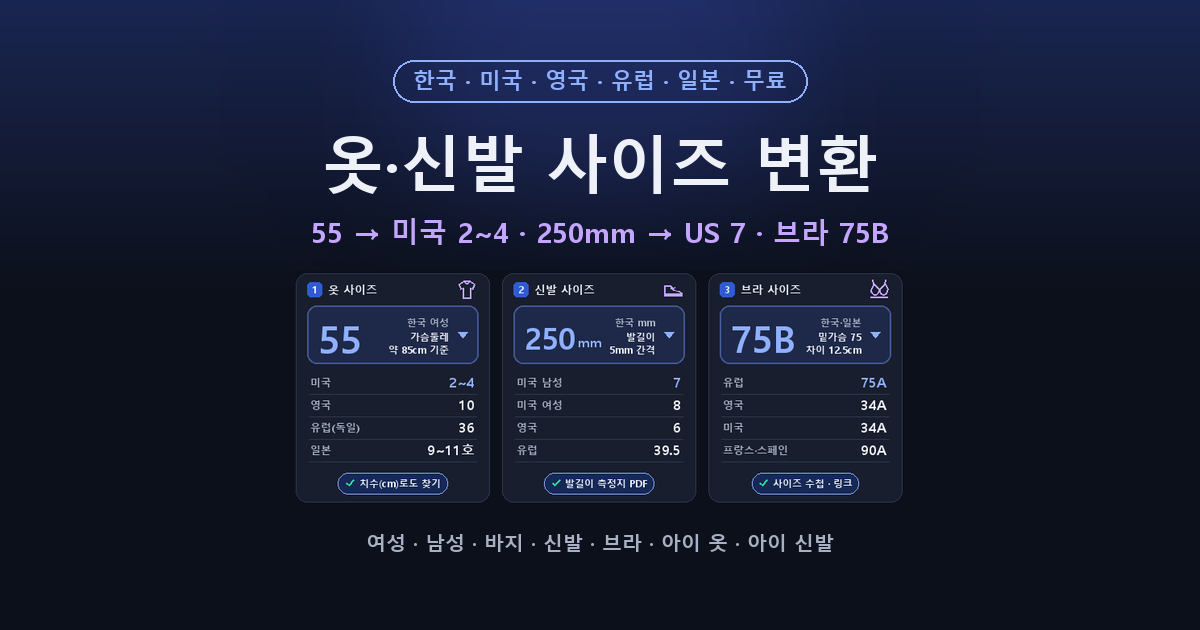 한국 · 미국 · 영국 · 유럽 · 일본 · 무료
옷·신발 사이즈 변환
55 → 미국 2~4 · 250mm → US 7 · 브라 75B
1 옷 사이즈
55
한국 여성
가슴둘레
약 85cm 기준
미국 2~4
영국 10
유럽(독일) 36
일본 9~11호
치수(cm)로도 찾기
2 신발 사이즈
250mm
한국 mm
발길이
5mm 간격
미국 남성 7
미국 여성 8
영국 6
유럽 39.5
발길이 측정지 PDF
3 브라 사이즈
75B
한국·일본
밑가슴 75
차이 12.5cm
유럽 75A
영국 34A
미국 34A
프랑스·스페인 90A
사이즈 수첩 · 링크
여성 · 남성 · 바지 · 신발 · 브라 · 아이 옷 · 아이 신발